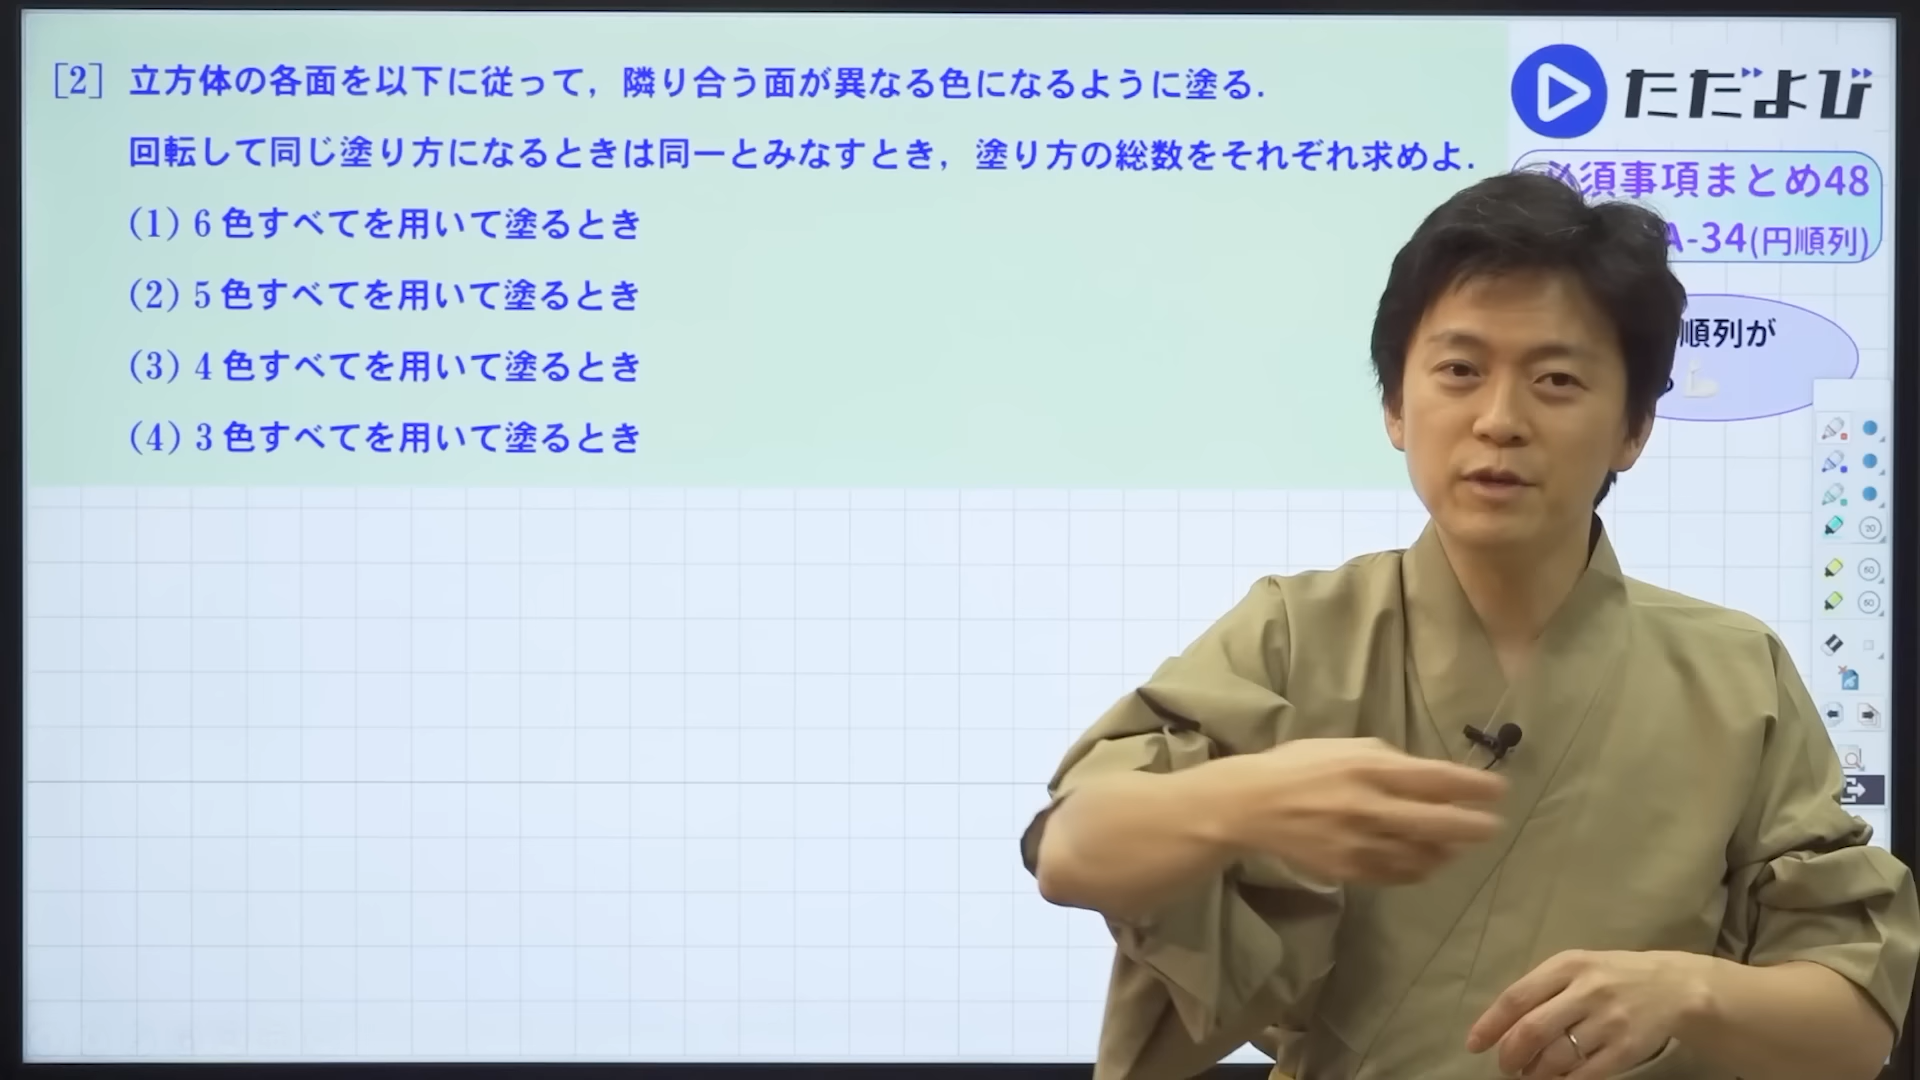 [2] 立方体の各面を以下に従って，隣り合う面が異なる色になるように塗る．
回転して同じ塗り方になるときは同一とみなすとき，塗り方の総数をそれぞれ求めよ．
(1) 6色すべてを用いて塗るとき
(2) 5色すべてを用いて塗るとき
(3) 4色すべてを用いて塗るとき
(4) 3色すべてを用いて塗るとき
ただよび
須事項まとめ48
A-34(円順列)
順列が